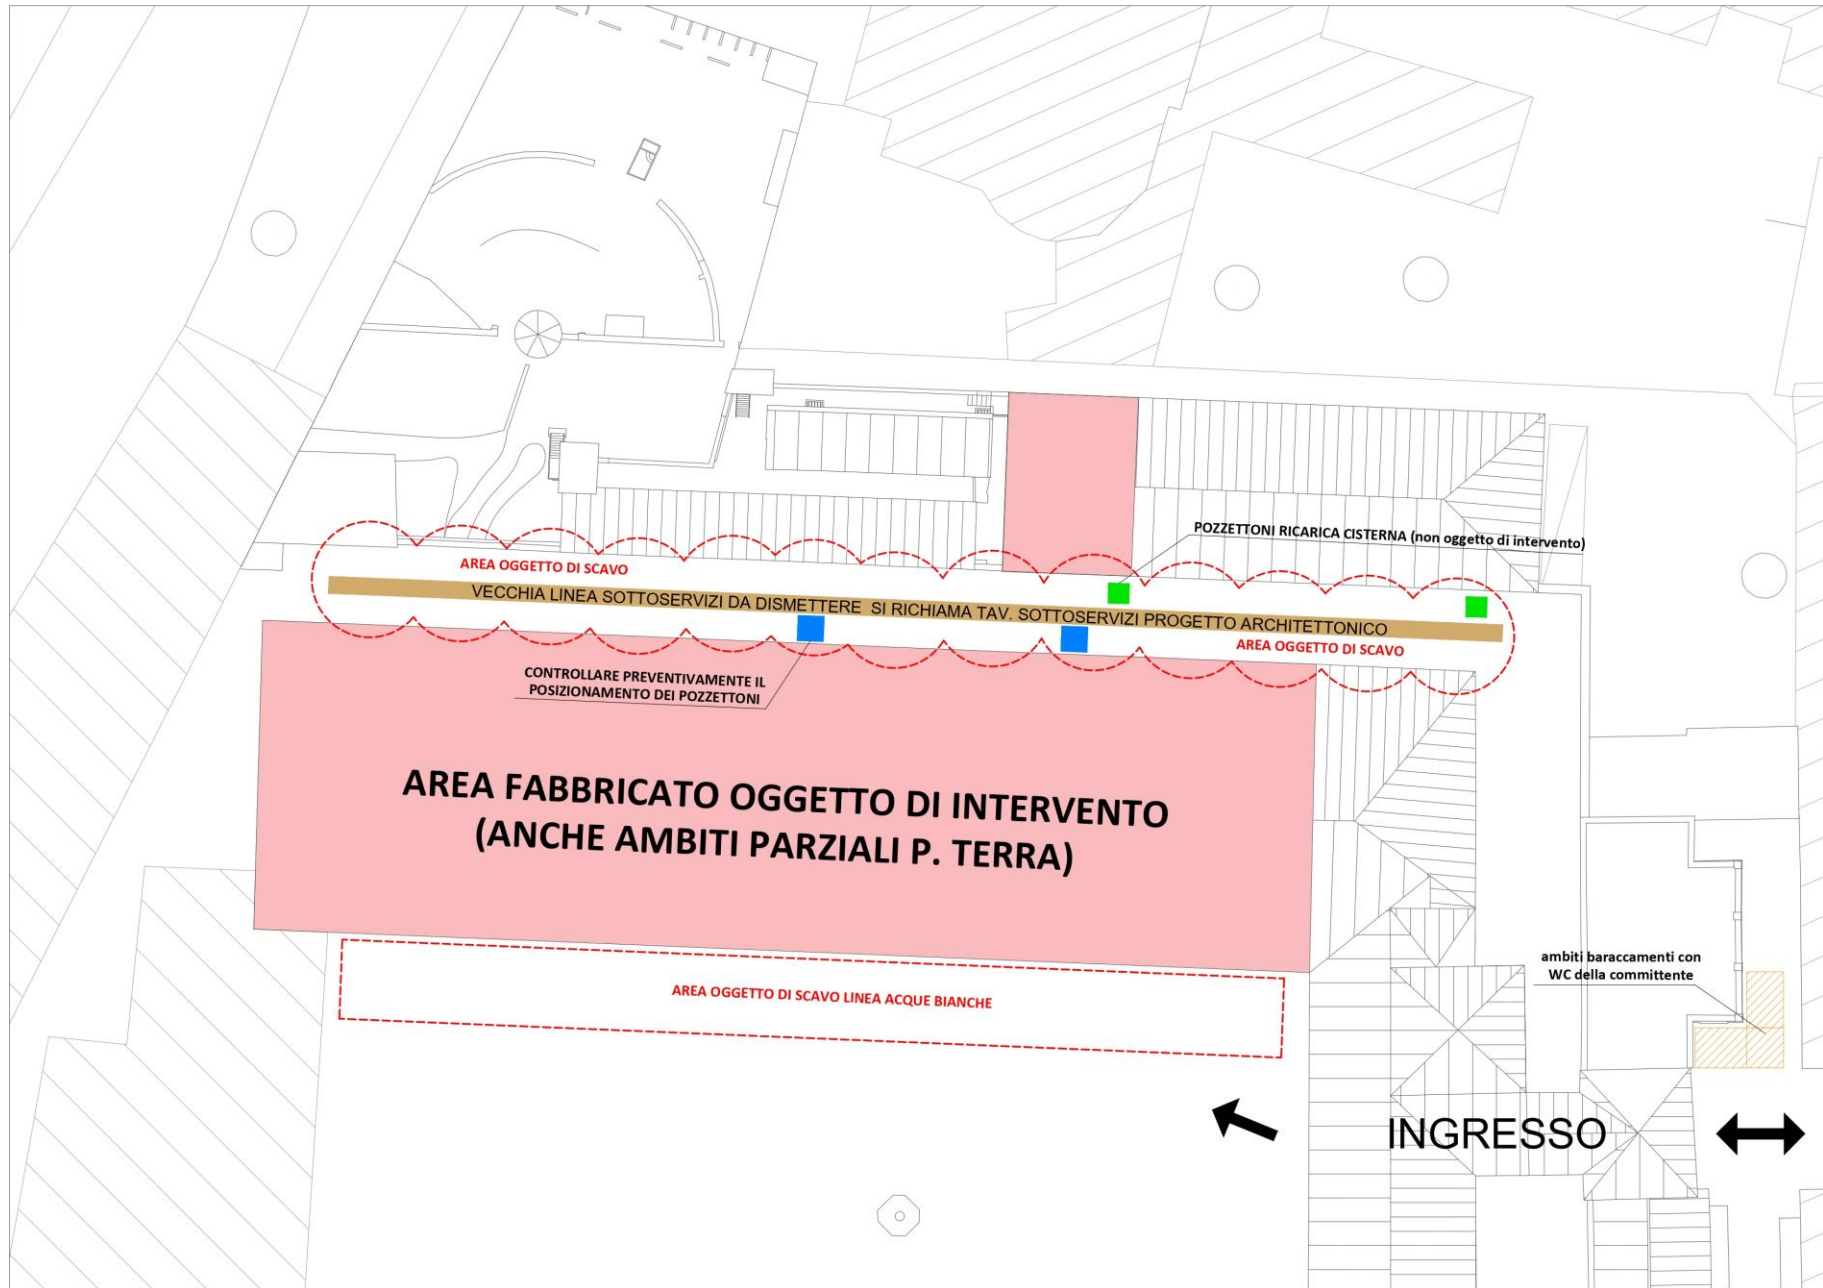 POZZETTONI RICARICA CISTERNA (non oggetto di intervento)
AREA OGGETTO DI SCAVO
VECCHIA LINEA SOTTOSERVIZI DA DISMETTERE SI RICHIAMA TAV. SOTTOSERVIZI PROGETTO ARCHITETTONICO
AREA OGGETTO DI SCAVO
CONTROLLARE PREVENTIVAMENTE IL
POSIZIONAMENTO DEI POZZETTONI
AREA FABBRICATO OGGETTO DI INTERVENTO
(ANCHE AMBITI PARZIALI P. TERRA)
ambiti baraccamenti con
WC della committente
AREA OGGETTO DI SCAVO LINEA ACQUE BIANCHE
INGRESSO